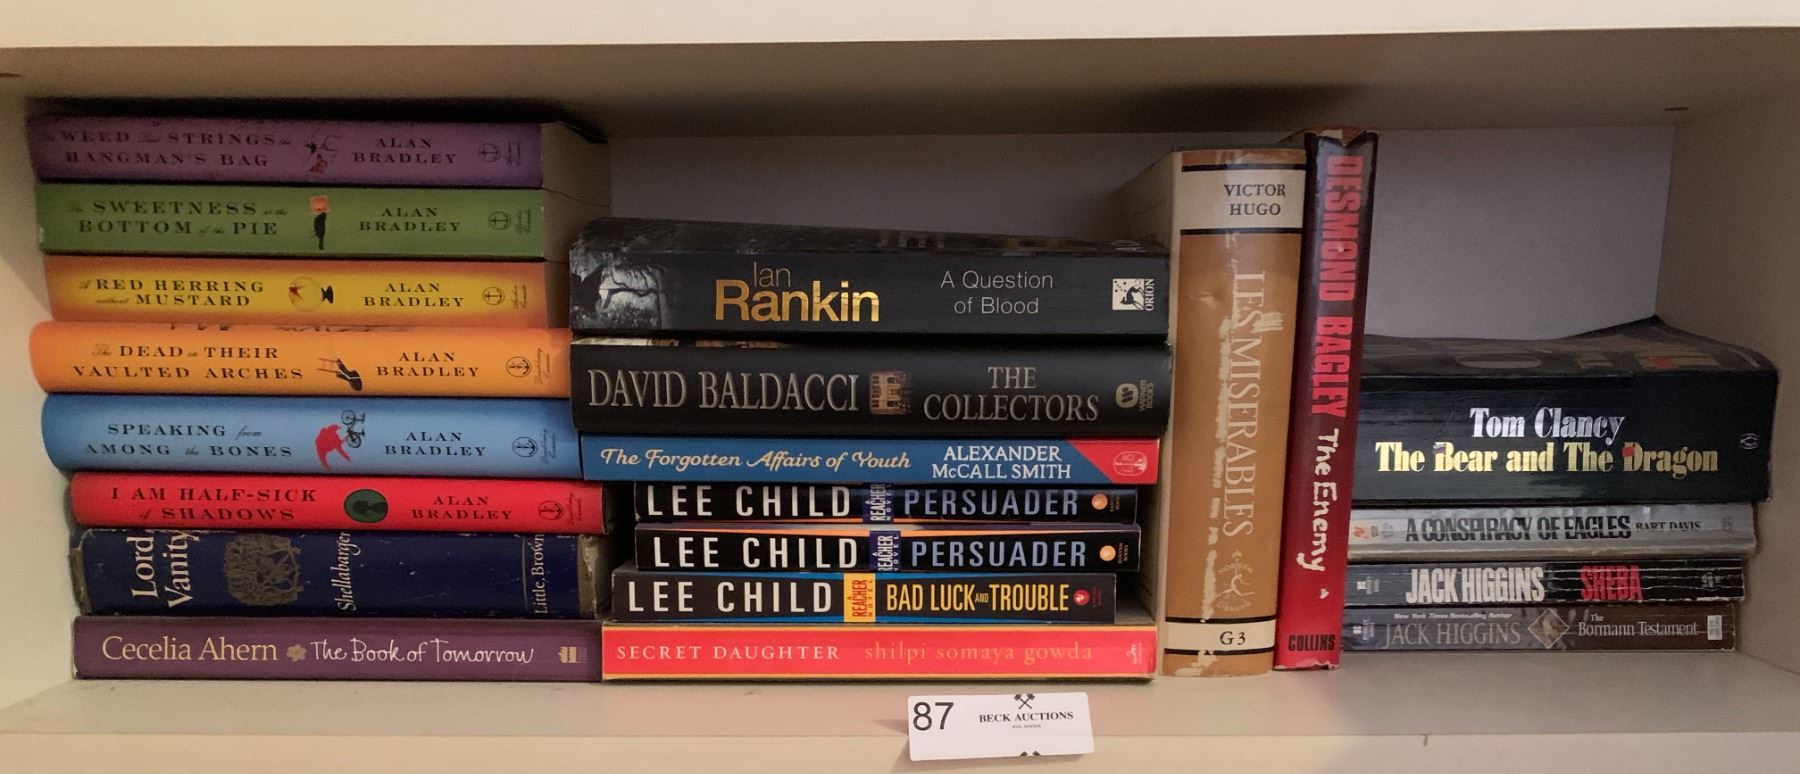 WEED that STRINGS the
HANGMAN'S BAG
ALAN
BRADLEY
The SWEETNESS at the
BOTTOM of the PIE
ALAN
BRADLEY
A RED HERRING
without MUSTARD
ALAN
BRADLEY
The DEAD in THEIR
VAULTED ARCHES
ALAN
BRADLEY
SPEAKING from
AMONG the BONES
ALAN
BRADLEY
I AM HALF-SICK
of SHADOWS
ALAN
BRADLEY
Lord
Vanity
Shellabarger
Little, Brown
Cecelia Ahern The Book of Tomorrow
Ian
Rankin
A Question
of Blood
ORION
DAVID BALDACCI
THE
COLLECTORS
WARNER
BOOKS
The Forgotten Affairs of Youth
ALEXANDER
McCALL SMITH
LEE CHILD REACHER NOVEL PERSUADER
LEE CHILD REACHER NOVEL PERSUADER
LEE CHILD A REACHER NOVEL BAD LUCK AND TROUBLE
SECRET DAUGHTER shilpi somaya gowda
VICTOR
HUGO
LES MISERABLES
G3
DESMOND BAGLEY The Enemy
COLLINS
Tom Clancy
The Bear and The Dragon
A CONSPIRACY OF EAGLES BART DAVIS
JACK HIGGINS SHEBA
New York Times Bestselling Author
JACK HIGGINS
The
Bormann Testament
87
BECK AUCTIONS